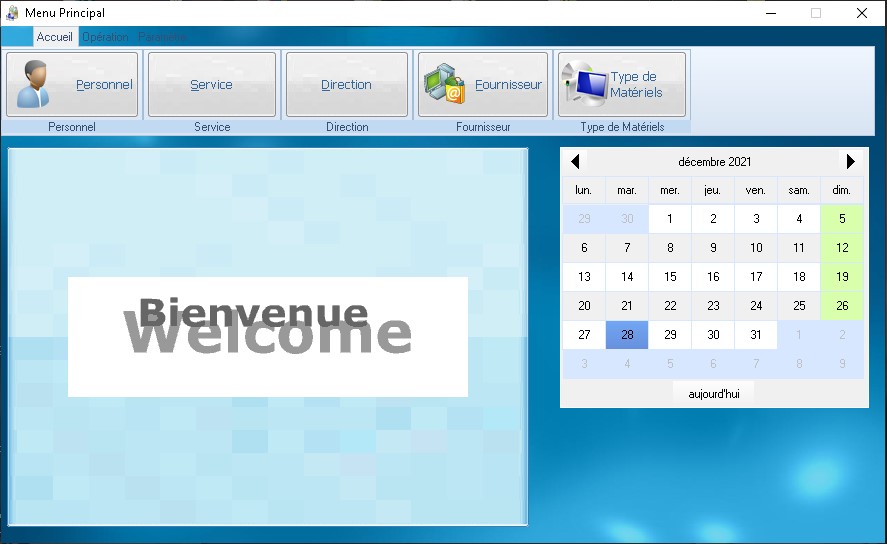 Menu Principal
Accueil Opération Paramètre
Personnel Service Direction Fournisseur Type de
Matériels
Personnel Service Direction Fournisseur Type de Matériels
décembre 2021
lun. mar. mer. jeu. ven. sam. dim.
29 30 1 2 3 4 5
6 7 8 9 10 11 12
13 14 15 16 17 18 19
20 21 22 23 24 25 26
27 28 29 30 31 1 2
3 4 5 6 7 8 9
aujourd'hui
Bienvenue
Welcome